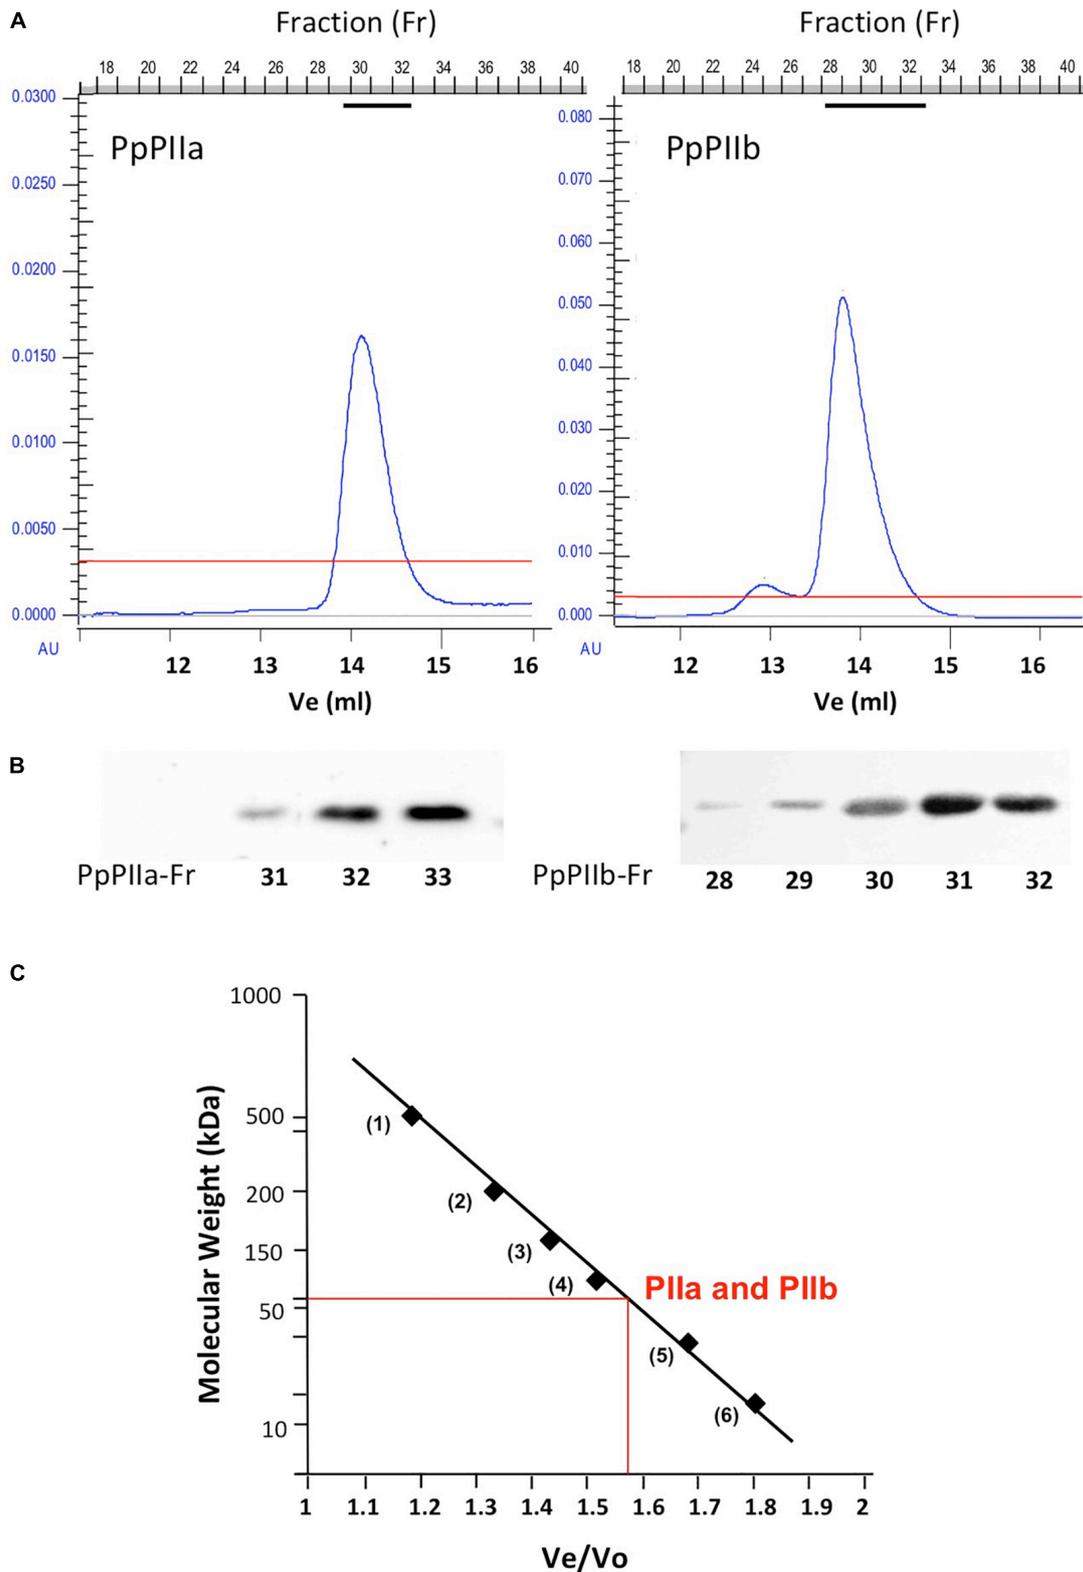 A
Fraction (Fr)
18 20 22 24 26 28 30 32 34 36 38 40
PpPIIa
0.0300
0.0250
0.0200
0.0150
0.0100
0.0050
0.0000
AU
12 13 14 15 16
Ve (ml)
Fraction (Fr)
18 20 22 24 26 28 30 32 34 36 38 40
PpPIIb
0.080
0.070
0.060
0.050
0.040
0.030
0.020
0.010
0.000
AU
12 13 14 15 16
Ve (ml)
B
PpPIIa-Fr 31 32 33
PpPIIb-Fr 28 29 30 31 32
C
Molecular Weight (kDa)
1000
500
200
150
50
10
(1)
(2)
(3)
(4)
PIIa and PIIb
(5)
(6)
1 1.1 1.2 1.3 1.4 1.5 1.6 1.7 1.8 1.9 2
Ve/Vo